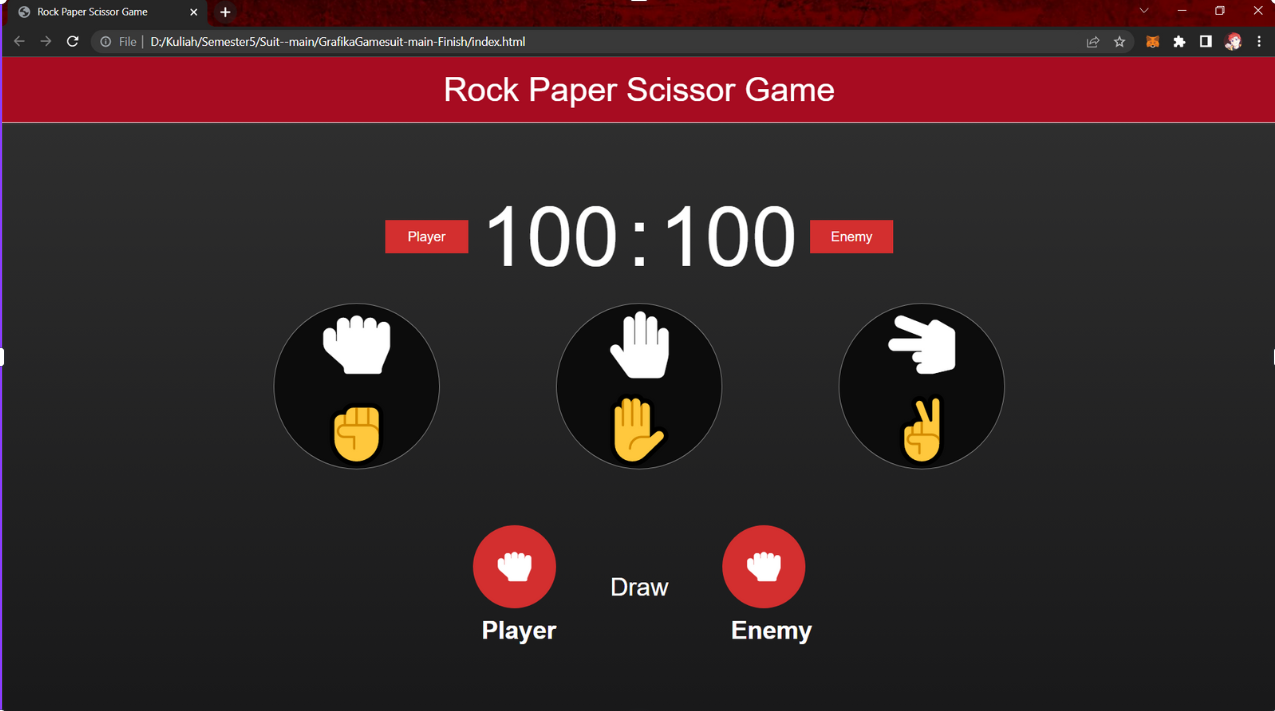 Rock Paper Scissor Game
File | D:/Kuliah/Semester5/Suit--main/GrafikaGamesuit-main-Finish/index.html
Rock Paper Scissor Game
Player 100 : 100 Enemy
Draw
Player Enemy